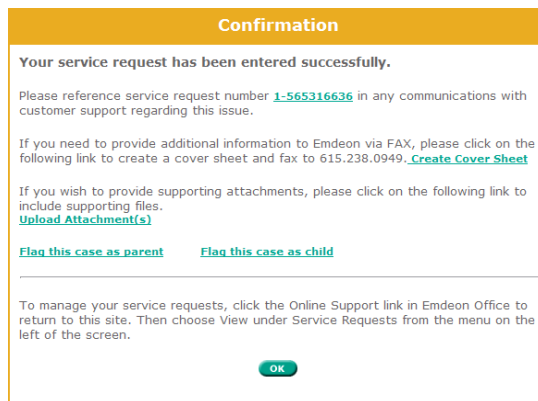 Confirmation
Your service request has been entered successfully.
Please reference service request number 1-565316636 in any communications with
customer support regarding this issue.
If you need to provide additional information to Emdeon via FAX, please click on the
following link to create a cover sheet and fax to 615.238.0949. Create Cover Sheet
If you wish to provide supporting attachments, please click on the following link to
include supporting files.
Upload Attachment(s)
Flag this case as parent Flag this case as child
To manage your service requests, click the Online Support link in Emdeon Office to
return to this site. Then choose View under Service Requests from the menu on the
left of the screen.
OK